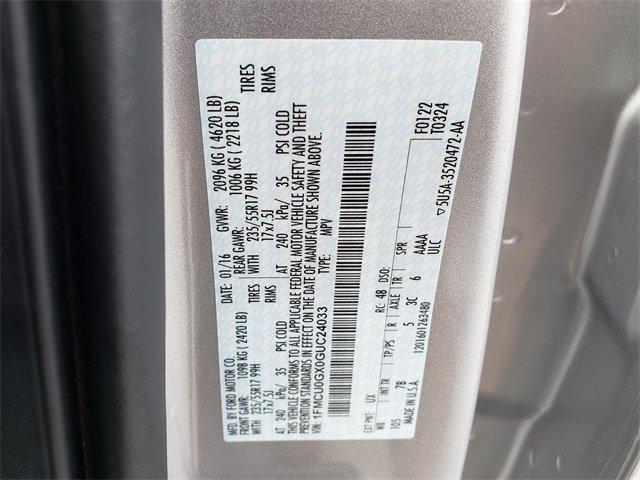 MFD. BY FORD MOTOR CO.
DATE: 01/16 GVWR: 2096 KG ( 4620 LB)
FRONT GAWR: 1098 KG (2420 LB) REAR GAWR: 1006 KG ( 2218 LB)
235/55R17 99H TIRES WITH 235/55R17 99H TIRES
17x7.5J RIMS 17x7.5J RIMS
AT 240 kPa/ 35 PSI COLD AT 240 kPa/ 35 PSI COLD
THIS VEHICLE CONFORMS TO ALL APPLICABLE FEDERAL MOTOR VEHICLE SAFETY AND THEFT
PREVENTION STANDARDS IN EFFECT ON THE DATE OF MANUFACTURE SHOWN ABOVE.
VIN: 1FMCU0GX0GUC24033 TYPE: MPV
F0122
T0324
EXT PNT: UX RC: 48 DSO:
WB INT TR TP/PS R AXLE TR SPR
105 7B 5 3C 6 AAAA
MADE IN U.S.A. ULC
1201601263480
5U5A-3520472-AA